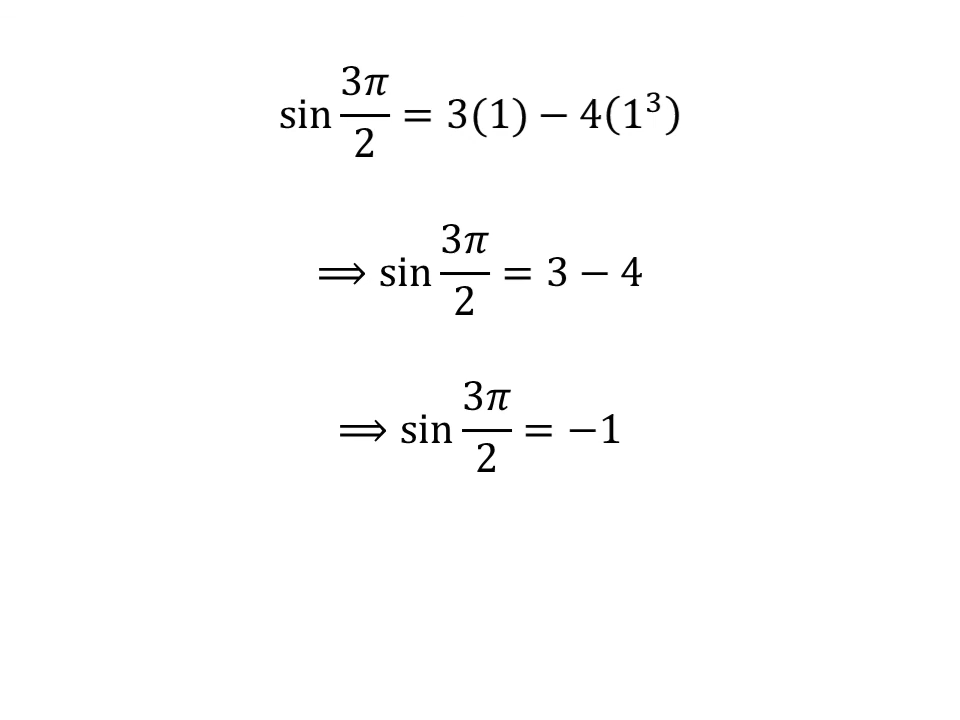 sin 3π/2 = 3(1) − 4(1³)
⟹ sin 3π/2 = 3 − 4
⟹ sin 3π/2 = −1